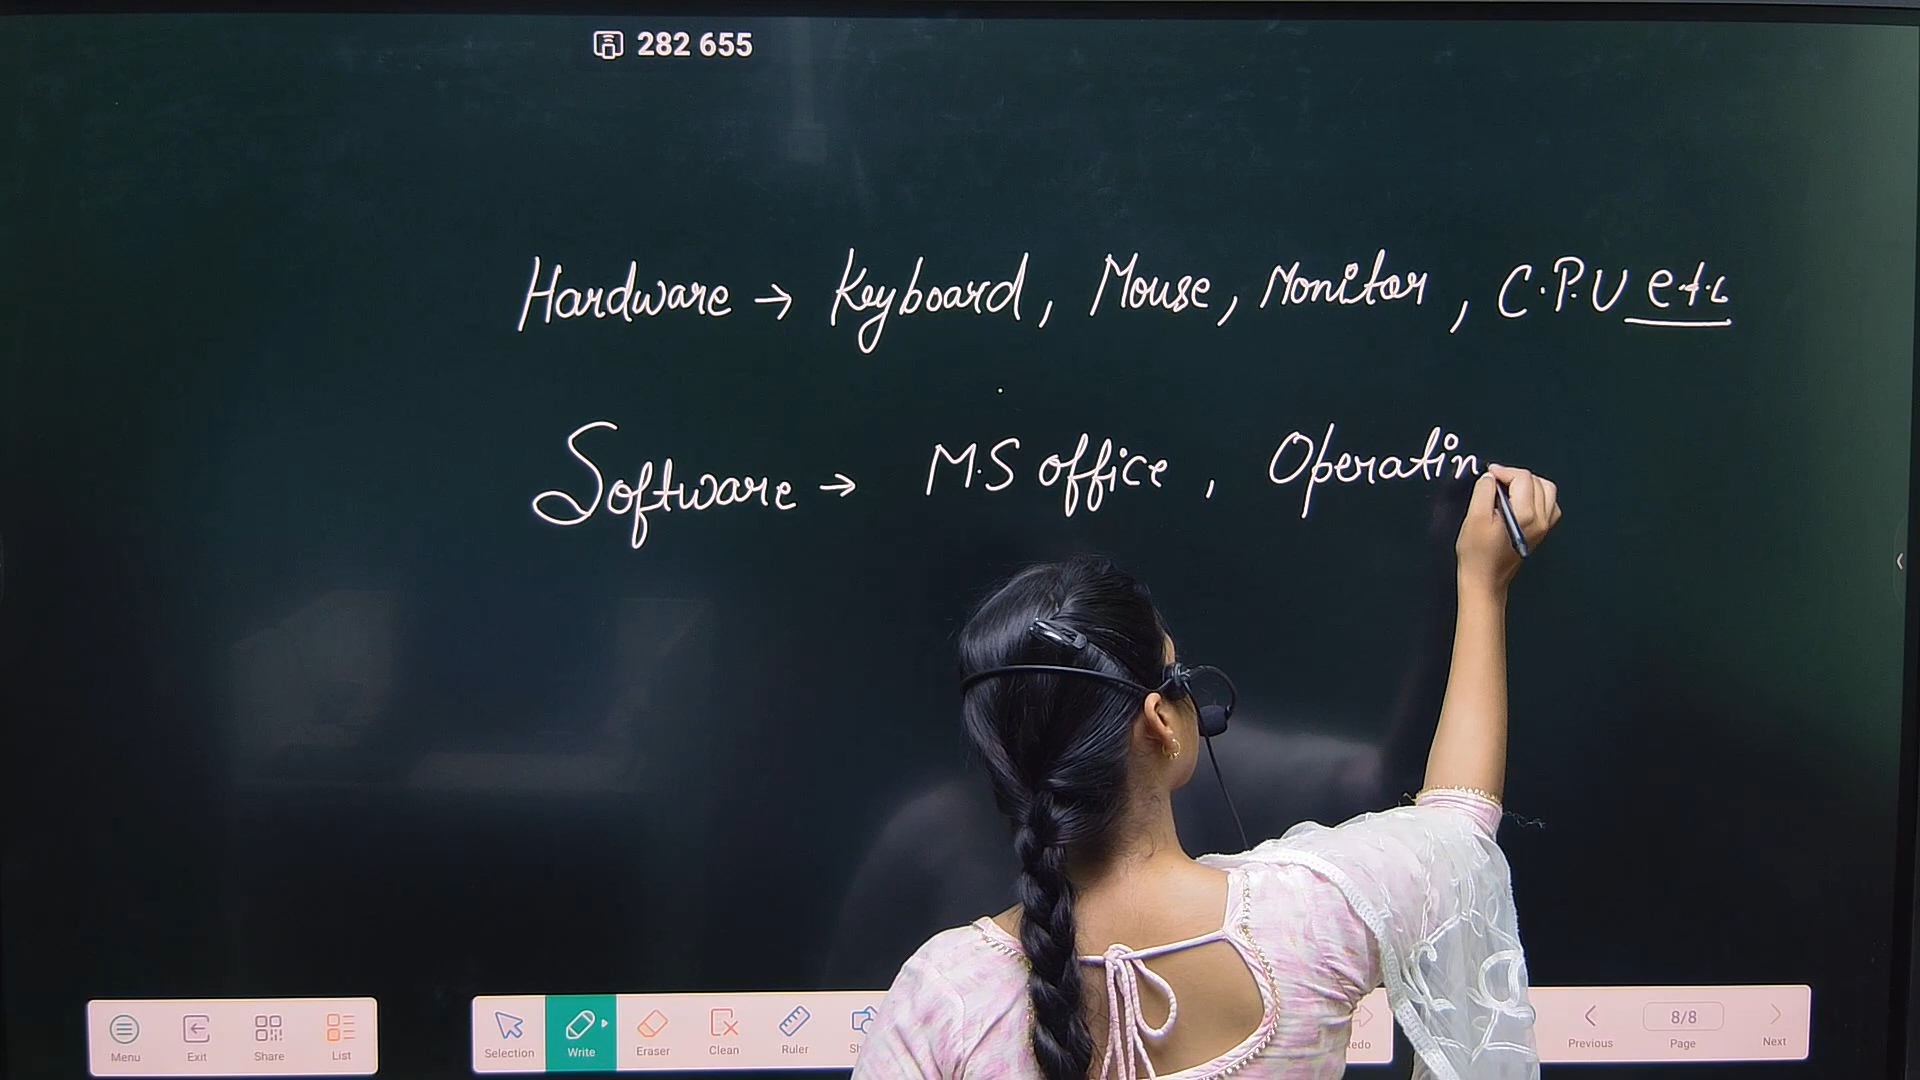 282 655
Hardware → Keyboard, Mouse, Monitor, C.P.U e.t.c
Software → M.S office, Operatin
Menu Exit Share List Selection Write Eraser Clean Ruler Previous 8/8 Page Next